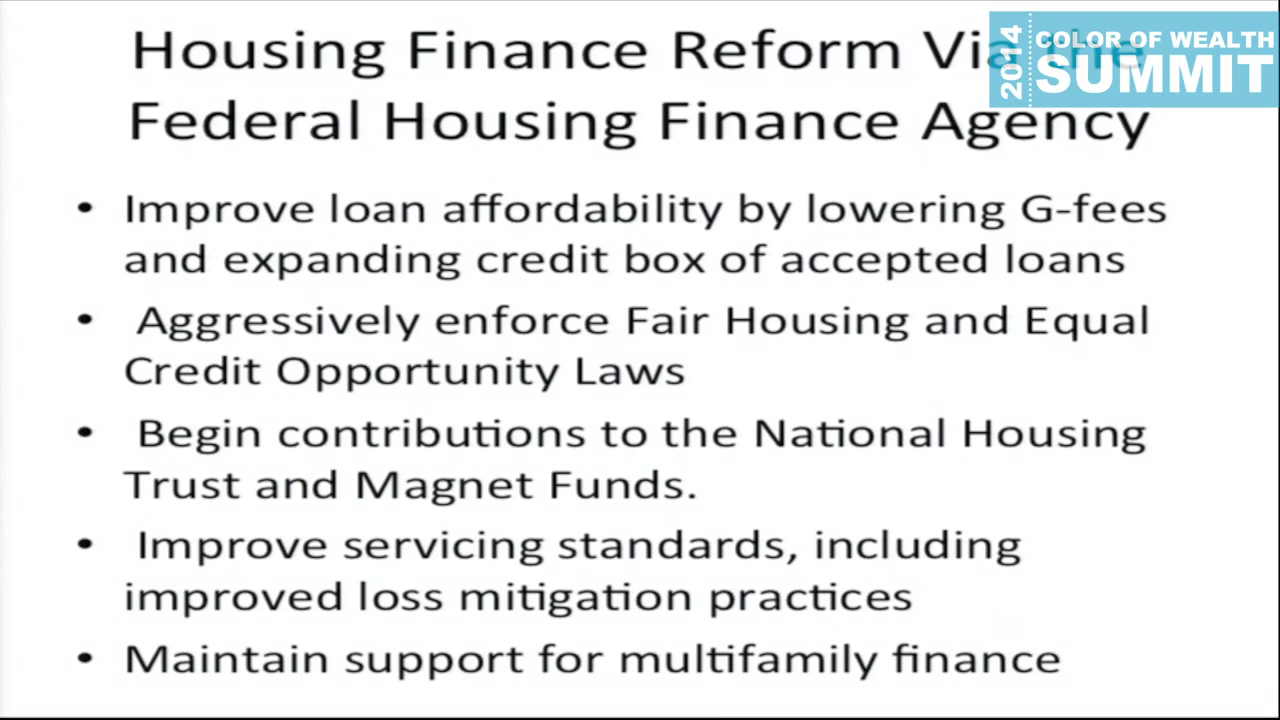 Housing Finance Reform Via the
Federal Housing Finance Agency
2014
COLOR OF WEALTH
SUMMIT
• Improve loan affordability by lowering G-fees
and expanding credit box of accepted loans
• Aggressively enforce Fair Housing and Equal
Credit Opportunity Laws
• Begin contributions to the National Housing
Trust and Magnet Funds.
• Improve servicing standards, including
improved loss mitigation practices
• Maintain support for multifamily finance